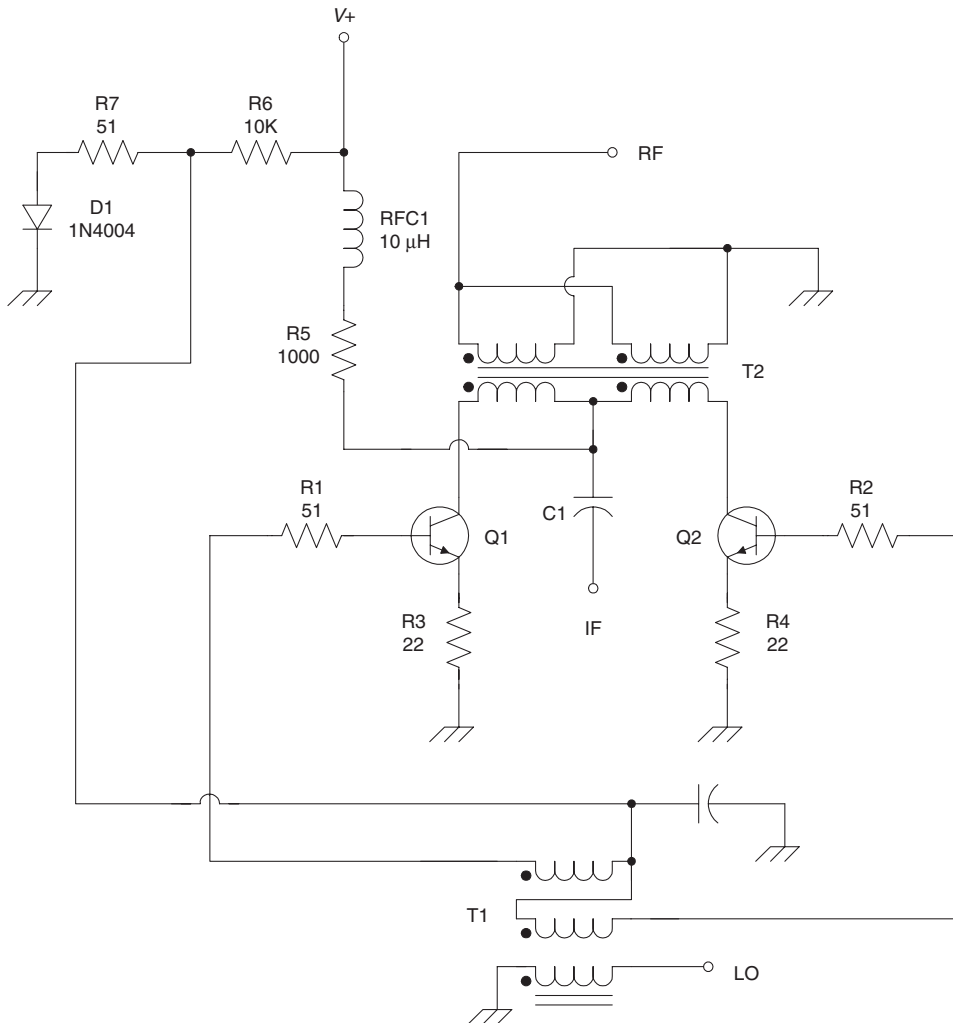 V+
R7
51
R6
10K
RF
D1
1N4004
RFC1
10 μH
R5
1000
T2
R1
51
R2
51
C1
Q1
Q2
IF
R3
22
R4
22
T1
LO